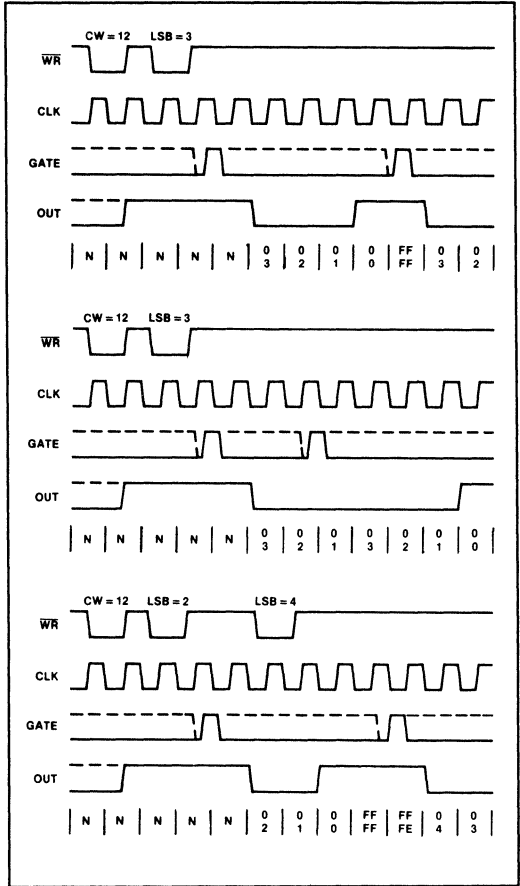 CW = 12 LSB = 3
WR
CLK
GATE
OUT
| N | N | N | N | N | 0 | 0 | 0 | 0 | FF | 0 | 0 |
3 2 1 0 FF 3 2
CW = 12 LSB = 3
WR
CLK
GATE
OUT
| N | N | N | N | N | 0 | 0 | 0 | 0 | 0 | 0 | 0 |
3 2 1 3 2 1 0
CW = 12 LSB = 2 LSB = 4
WR
CLK
GATE
OUT
| N | N | N | N | N | 0 | 0 | 0 | FF | FF | 0 | 0 |
2 1 0 FF FE 4 3